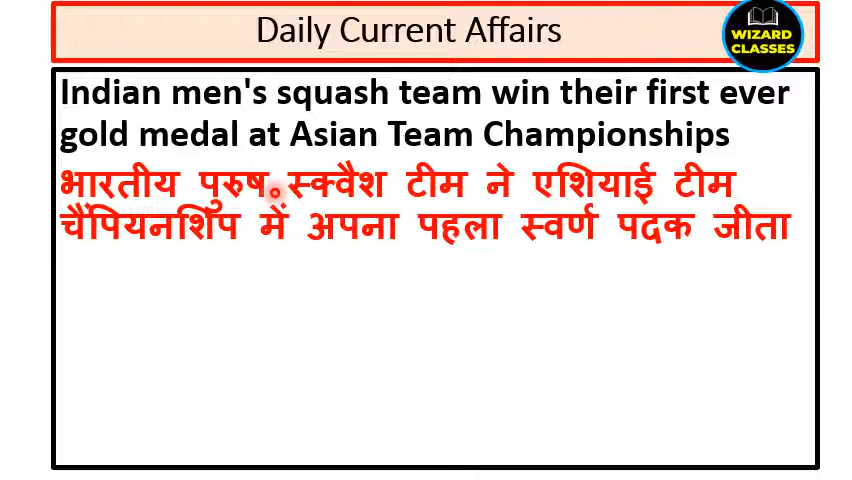 Daily Current Affairs
WIZARD
CLASSES
Indian men's squash team win their first ever
gold medal at Asian Team Championships
भारतीय पुरुष स्क्वैश टीम ने एशियाई टीम
चैंपियनशिप में अपना पहला स्वर्ण पदक जीता